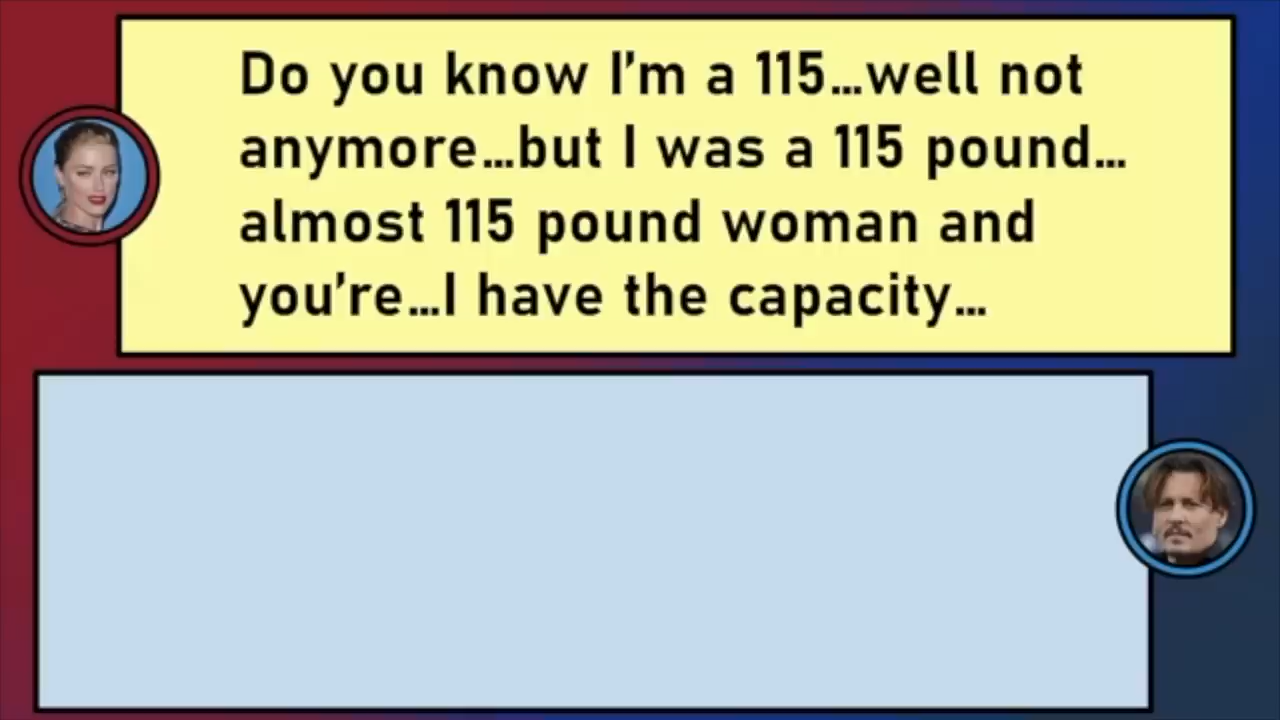 Do you know I'm a 115...well not
anymore...but I was a 115 pound...
almost 115 pound woman and
you're...I have the capacity...